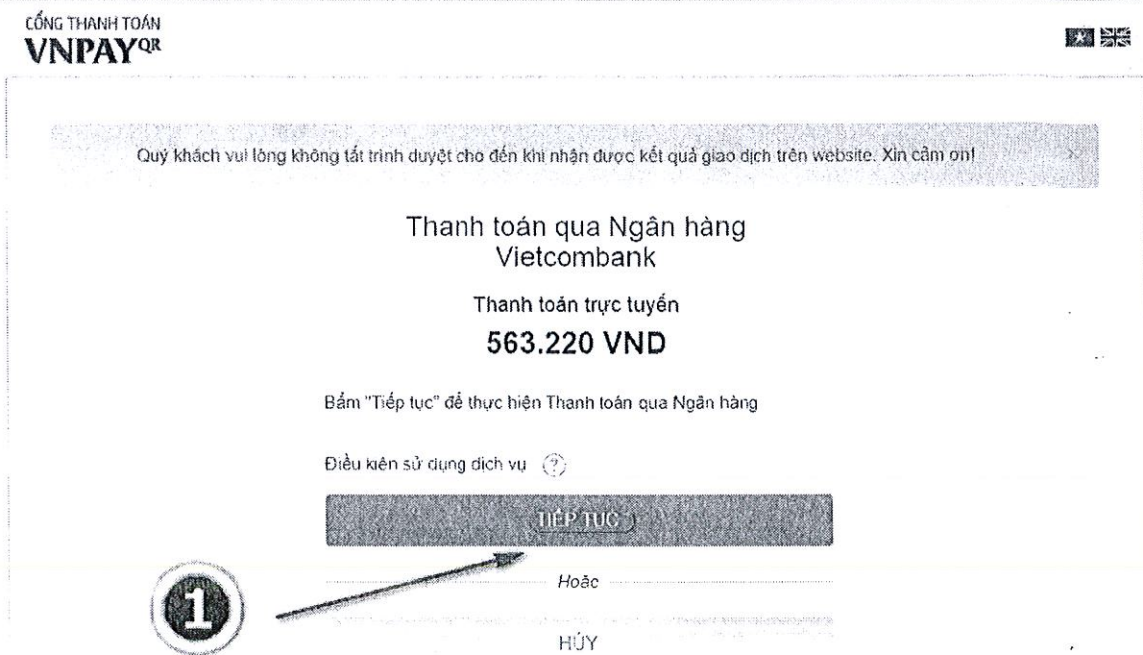 CỔNG THANH TOÁN
VNPAYQR
Quý khách vui lòng không tắt trình duyệt cho đến khi nhận được kết quả giao dịch trên website. Xin cảm ơn!
Thanh toán qua Ngân hàng
Vietcombank
Thanh toán trực tuyến
563.220 VND
Bấm "Tiếp tục" để thực hiện Thanh toán qua Ngân hàng
Điều kiện sử dụng dịch vụ ?
TIẾP TỤC
Hoặc
1
HỦY